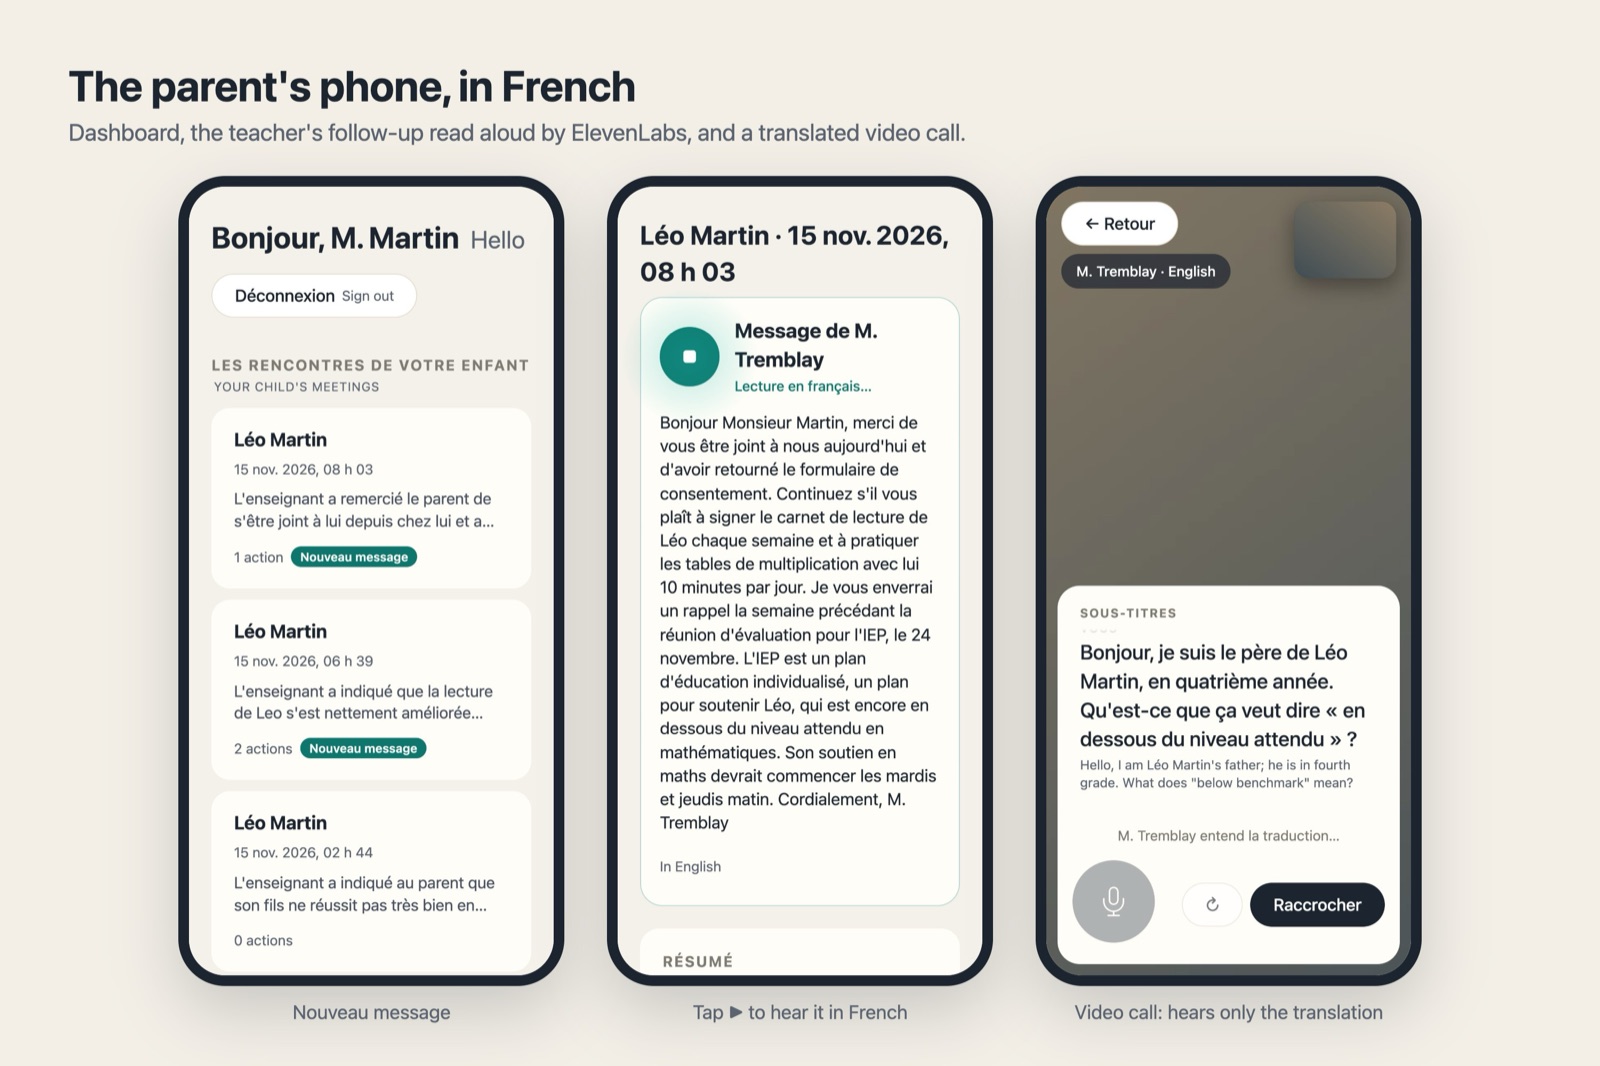 The parent's phone, in French
Dashboard, the teacher's follow-up read aloud by ElevenLabs, and a translated video call.
Bonjour, M. Martin Hello
Déconnexion Sign out
LES RENCONTRES DE VOTRE ENFANT
YOUR CHILD'S MEETINGS
Léo Martin
15 nov. 2026, 08 h 03
L'enseignant a remercié le parent de
s'être joint à lui depuis chez lui et a...
1 action Nouveau message
Léo Martin
15 nov. 2026, 06 h 39
L'enseignant a indiqué que la lecture
de Leo s'est nettement améliorée...
2 actions Nouveau message
Léo Martin
15 nov. 2026, 02 h 44
L'enseignant a indiqué au parent que
son fils ne réussit pas très bien en...
0 actions
Nouveau message
Léo Martin · 15 nov. 2026,
08 h 03
Message de M.
Tremblay
Lecture en français...
Bonjour Monsieur Martin, merci de
vous être joint à nous aujourd'hui et
d'avoir retourné le formulaire de
consentement. Continuez s'il vous
plaît à signer le carnet de lecture de
Léo chaque semaine et à pratiquer
les tables de multiplication avec lui
10 minutes par jour. Je vous enverrai
un rappel la semaine précédant la
réunion d'évaluation pour l'IEP, le 24
novembre. L'IEP est un plan
d'éducation individualisé, un plan
pour soutenir Léo, qui est encore en
dessous du niveau attendu en
mathématiques. Son soutien en
maths devrait commencer les mardis
et jeudis matin. Cordialement, M.
Tremblay
In English
RÉSUMÉ
Tap ▶ to hear it in French
← Retour
M. Tremblay · English
SOUS-TITRES
Bonjour, je suis le père de Léo
Martin, en quatrième année.
Qu'est-ce que ça veut dire « en
dessous du niveau attendu » ?
Hello, I am Léo Martin's father; he is in fourth
grade. What does "below benchmark" mean?
M. Tremblay entend la traduction...
Raccrocher
Video call: hears only the translation